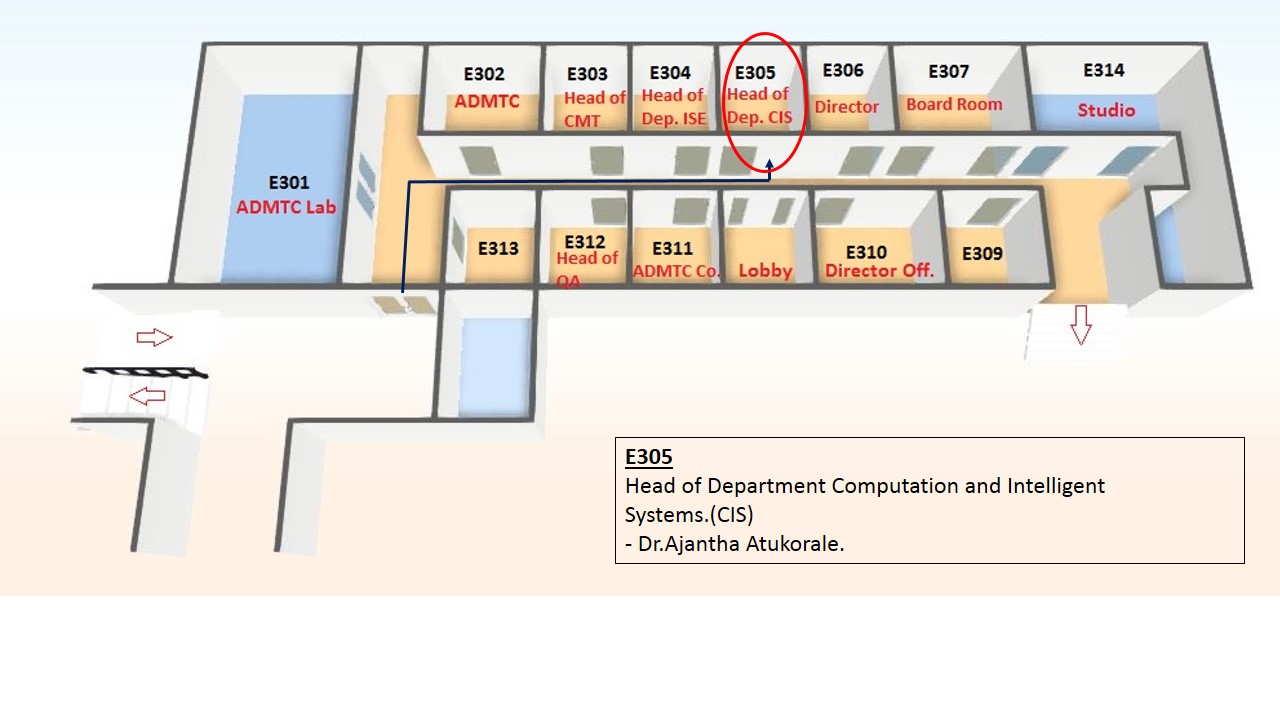 E302
ADMTC
E303
Head of
CMT
E304
Head of
Dep. ISE
E305
Head of
Dep. CIS
E306
Director
E307
Board Room
E314
Studio
E301
ADMTC Lab
E313
E312
Head of
QA
E311
ADMTC Co.
Lobby
E310
Director Off.
E309
E305
Head of Department Computation and Intelligent
Systems.(CIS)
- Dr.Ajantha Atukorale.